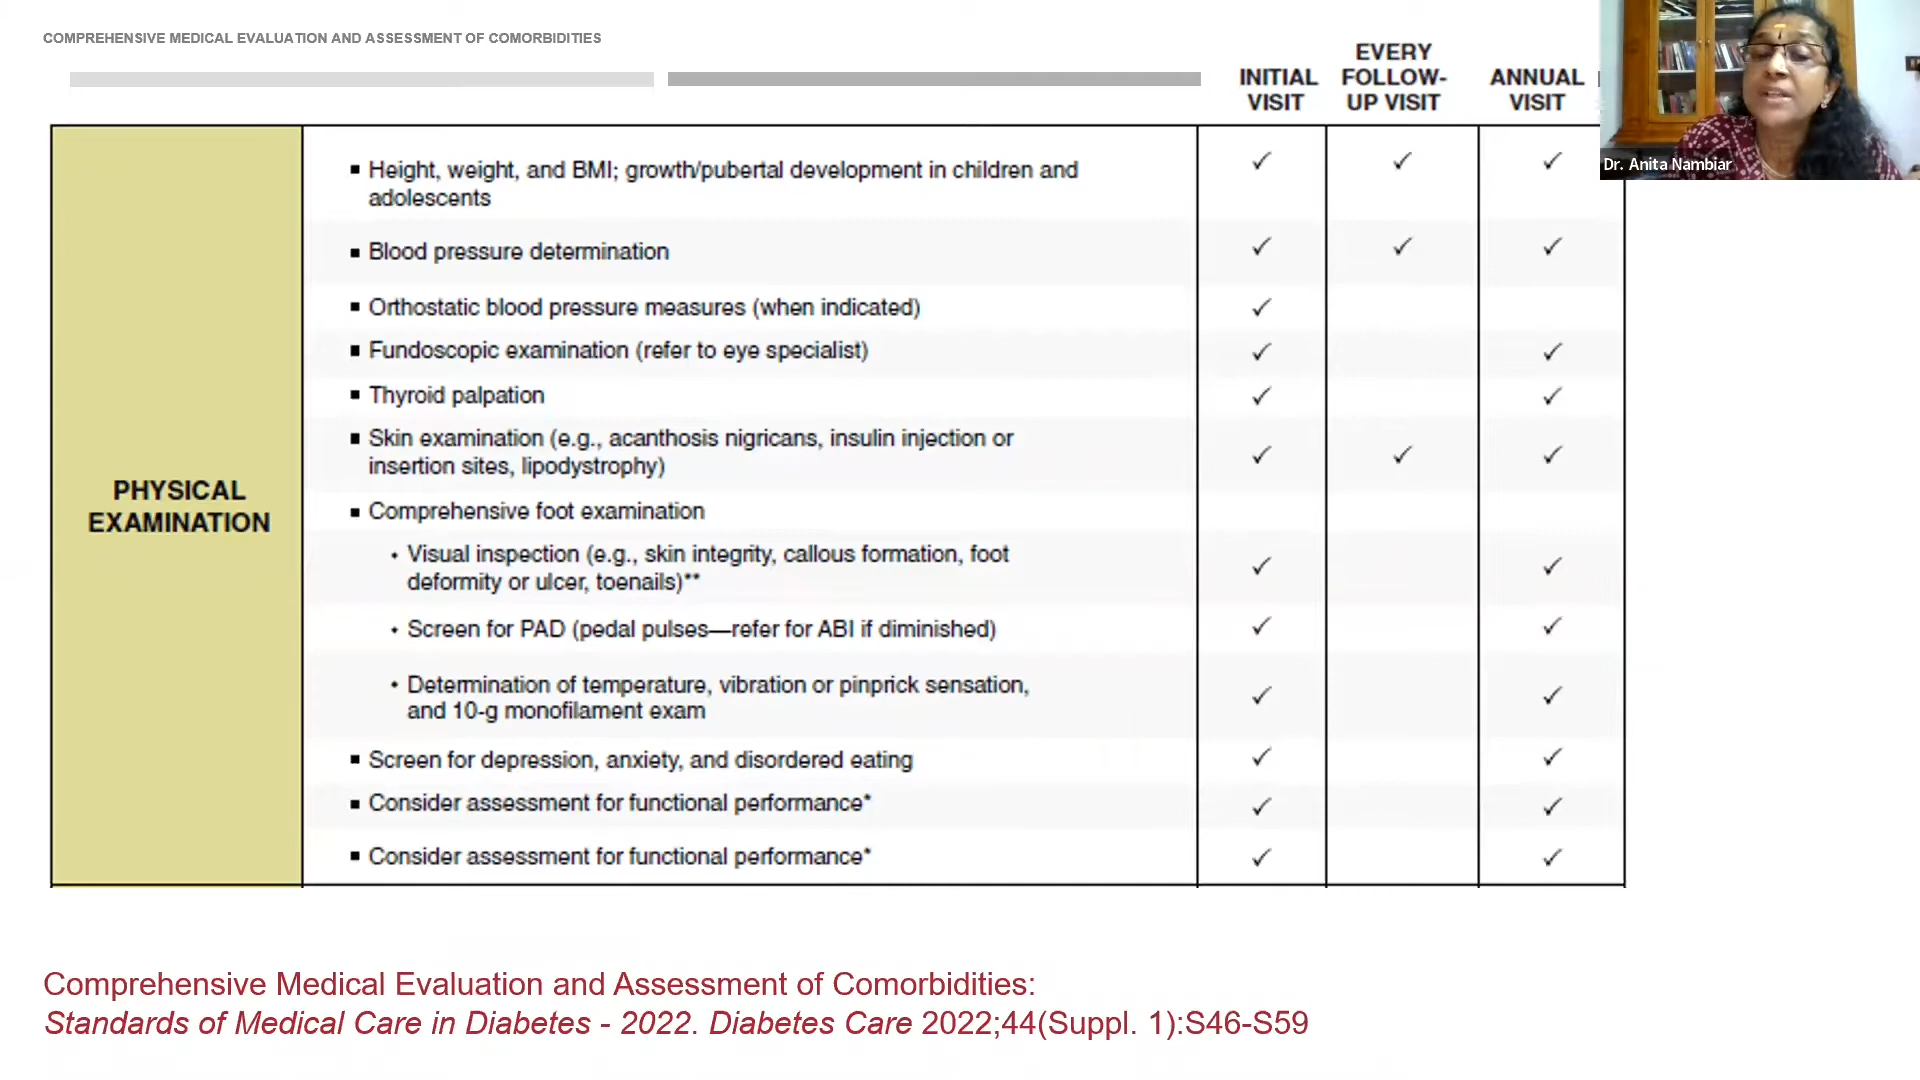 COMPREHENSIVE MEDICAL EVALUATION AND ASSESSMENT OF COMORBIDITIES
INITIAL VISIT
EVERY FOLLOW-UP VISIT
ANNUAL VISIT
Dr. Anita Nambiar
PHYSICAL
EXAMINATION
▪ Height, weight, and BMI; growth/pubertal development in children and
adolescents ✓ ✓ ✓
▪ Blood pressure determination ✓ ✓ ✓
▪ Orthostatic blood pressure measures (when indicated) ✓
▪ Fundoscopic examination (refer to eye specialist) ✓ ✓
▪ Thyroid palpation ✓ ✓
▪ Skin examination (e.g., acanthosis nigricans, insulin injection or
insertion sites, lipodystrophy) ✓ ✓ ✓
▪ Comprehensive foot examination
• Visual inspection (e.g., skin integrity, callous formation, foot
deformity or ulcer, toenails)** ✓ ✓
• Screen for PAD (pedal pulses—refer for ABI if diminished) ✓ ✓
• Determination of temperature, vibration or pinprick sensation,
and 10-g monofilament exam ✓ ✓
▪ Screen for depression, anxiety, and disordered eating ✓ ✓
▪ Consider assessment for functional performance* ✓ ✓
▪ Consider assessment for functional performance* ✓ ✓
Comprehensive Medical Evaluation and Assessment of Comorbidities:
Standards of Medical Care in Diabetes - 2022. Diabetes Care 2022;44(Suppl. 1):S46-S59